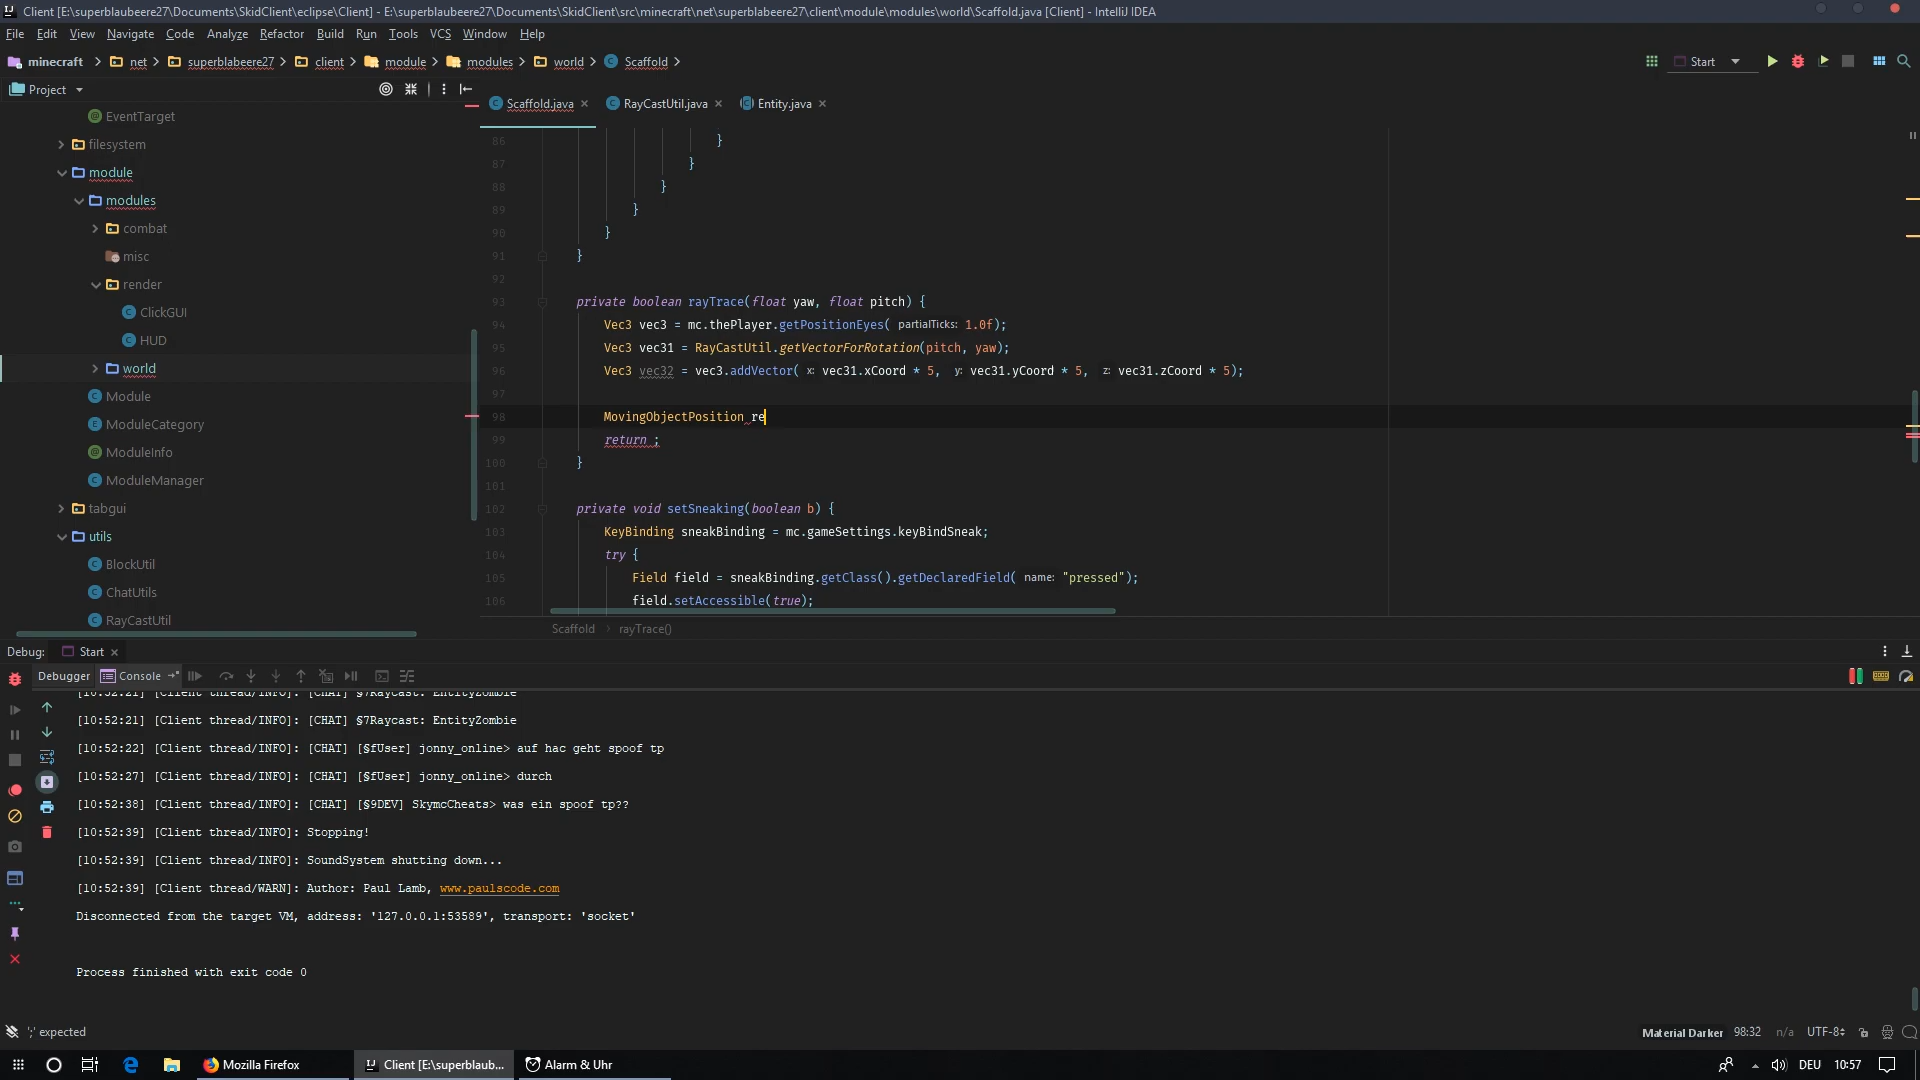 Client [E:\superblaubeere27\Documents\SkidClient\eclipse\Client] - E:\superblaubeere27\Documents\SkidClient\src\minecraft\net\superblabeere27\client\module\modules\world\Scaffold.java [Client] - IntelliJ IDEA
File Edit View Navigate Code Analyze Refactor Build Run Tools VCS Window Help
minecraft net superblabeere27 client module modules world Scaffold
Start
Project
Scaffold.java RayCastUtil.java Entity.java
EventTarget
filesystem
module
modules
combat
misc
render
ClickGUI
HUD
world
Module
ModuleCategory
ModuleInfo
ModuleManager
tabgui
utils
BlockUtil
ChatUtils
RayCastUtil
86 }
87 }
88 }
89 }
90 }
91 }
92
93 private boolean rayTrace(float yaw, float pitch) {
94 Vec3 vec3 = mc.thePlayer.getPositionEyes( partialTicks: 1.0f);
95 Vec3 vec31 = RayCastUtil.getVectorForRotation(pitch, yaw);
96 Vec3 vec32 = vec3.addVector( x: vec31.xCoord * 5, y: vec31.yCoord * 5, z: vec31.zCoord * 5);
97
98 MovingObjectPosition re
99 return ;
100 }
101
102 private void setSneaking(boolean b) {
103 KeyBinding sneakBinding = mc.gameSettings.keyBindSneak;
104 try {
105 Field field = sneakBinding.getClass().getDeclaredField( name: "pressed");
106 field.setAccessible(true);
Scaffold rayTrace()
Debug: Start
Debugger Console
[10:52:21] [Client thread/INFO]: [CHAT] §7Raycast: EntityZombie
[10:52:21] [Client thread/INFO]: [CHAT] §7Raycast: EntityZombie
[10:52:22] [Client thread/INFO]: [CHAT] [§fUser] jonny_online> auf hac geht spoof tp
[10:52:27] [Client thread/INFO]: [CHAT] [§fUser] jonny_online> durch
[10:52:38] [Client thread/INFO]: [CHAT] [§9DEV] SkymcCheats> was ein spoof tp??
[10:52:39] [Client thread/INFO]: Stopping!
[10:52:39] [Client thread/INFO]: SoundSystem shutting down...
[10:52:39] [Client thread/WARN]: Author: Paul Lamb, www.paulscode.com
Disconnected from the target VM, address: '127.0.0.1:53589', transport: 'socket'
Process finished with exit code 0
';' expected
Material Darker 98:32 n/a UTF-8
Mozilla Firefox Client [E:\superblaub... Alarm & Uhr DEU 10:57